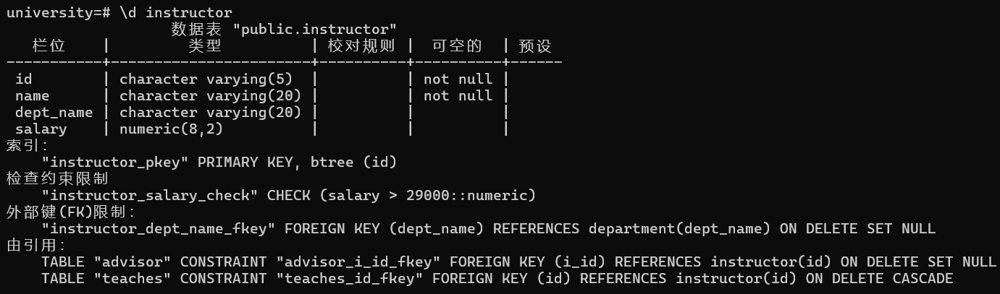 university=# \d instructor
数据表 "public.instructor"
栏位 | 类型 | 校对规则 | 可空的 | 预设
-----------+-----------------------+----------+----------+------
id | character varying(5) | | not null |
name | character varying(20) | | not null |
dept_name | character varying(20) | | |
salary | numeric(8,2) | | |
索引:
"instructor_pkey" PRIMARY KEY, btree (id)
检查约束限制
"instructor_salary_check" CHECK (salary > 29000::numeric)
外部键(FK)限制:
"instructor_dept_name_fkey" FOREIGN KEY (dept_name) REFERENCES department(dept_name) ON DELETE SET NULL
由引用:
TABLE "advisor" CONSTRAINT "advisor_i_id_fkey" FOREIGN KEY (i_id) REFERENCES instructor(id) ON DELETE SET NULL
TABLE "teaches" CONSTRAINT "teaches_id_fkey" FOREIGN KEY (id) REFERENCES instructor(id) ON DELETE CASCADE